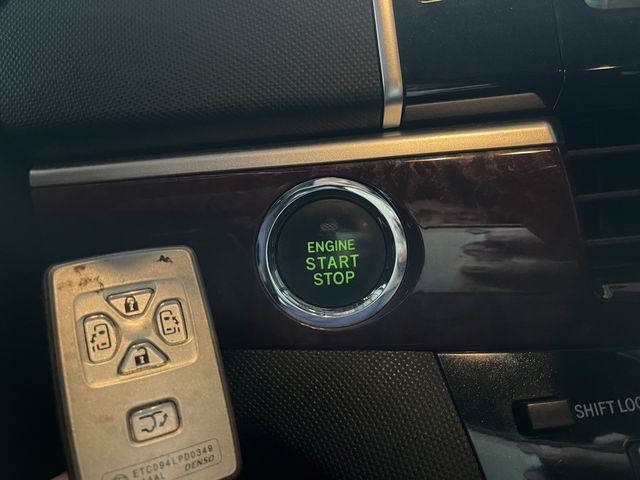 ENGINE
START
STOP
SHIFT LOC
ETC094LPD0349
DENSO